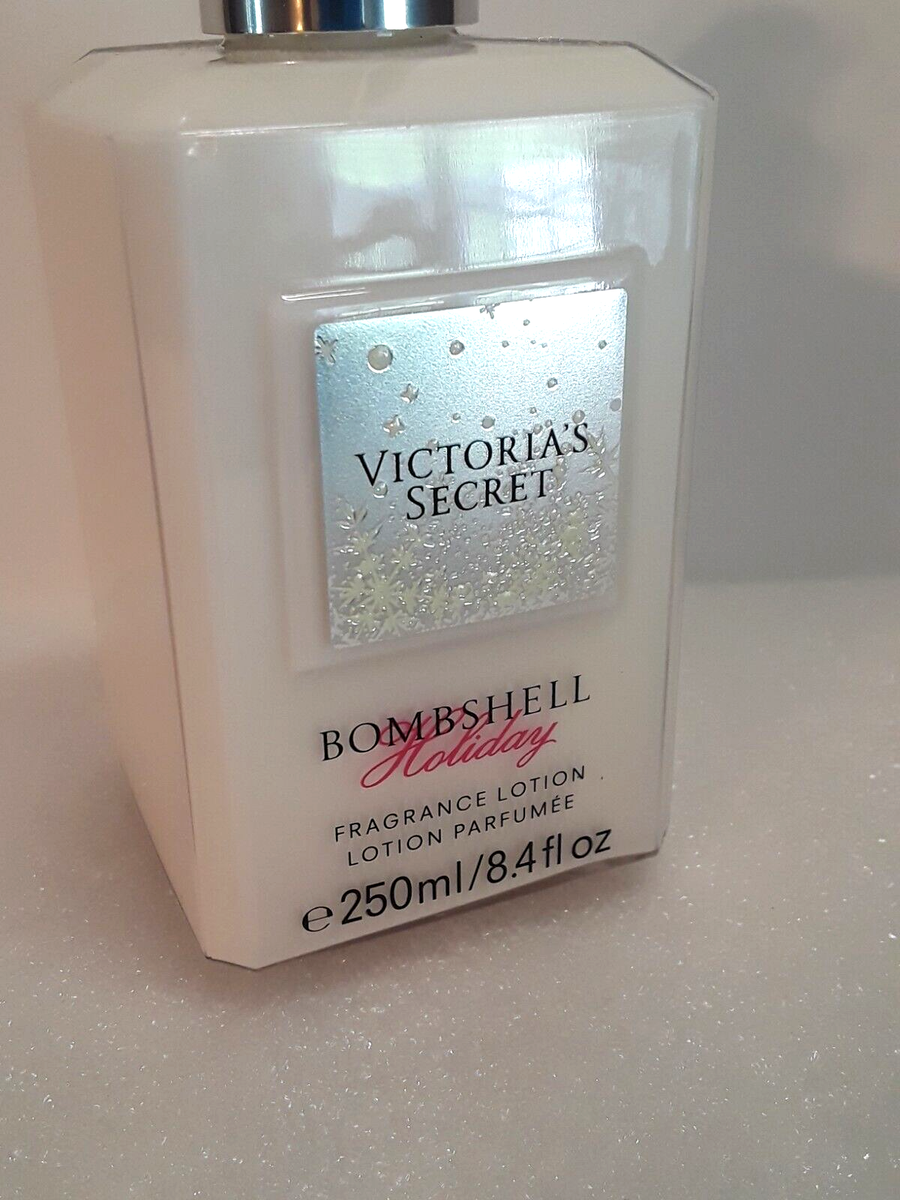 VICTORIA'S
SECRET
BOMBSHELL
Holiday
FRAGRANCE LOTION
LOTION PARFUMÉE
℮250ml/8.4fl oz